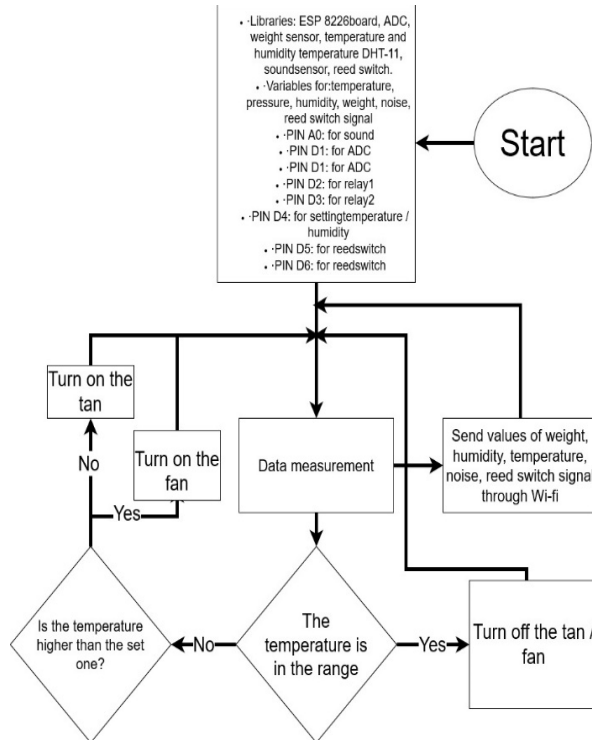 • ·Libraries: ESP 8226board, ADC,
weight sensor, temperature and
humidity temperature DHT-11,
soundsensor, reed switch.
• ·Variables for:temperature,
pressure, humidity, weight, noise,
reed switch signal
• ·PIN A0: for sound
• ·PIN D1: for ADC
• ·PIN D1: for ADC
• ·PIN D2: for relay1
• ·PIN D3: for relay2
• ·PIN D4: for settingtemperature /
humidity
• ·PIN D5: for reedswitch
• ·PIN D6: for reedswitch
Start
Turn on the
tan
Turn on the
fan
No
Yes
Data measurement
Send values of weight,
humidity, temperature,
noise, reed switch signal
through Wi-fi
Is the temperature
higher than the set
one?
No
The
temperature is
in the range
Yes
Turn off the tan /
fan